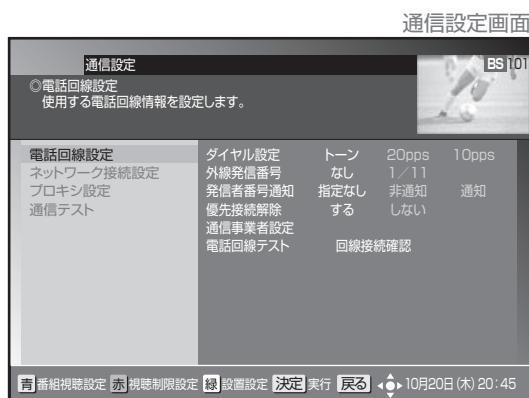 通信設定画面
通信設定
BS 101
◎電話回線設定
使用する電話回線情報を設定します。
電話回線設定
ネットワーク接続設定
プロキシ設定
通信テスト
ダイヤル設定 トーン 20pps 10pps
外線発信番号 なし 1／11
発信者番号通知 指定なし 非通知 通知
優先接続解除 する しない
通信事業者設定
電話回線テスト 回線接続確認
青 番組視聴設定 赤 視聴制限設定 緑 設置設定 決定 実行 戻る 10月20日(木) 20:45